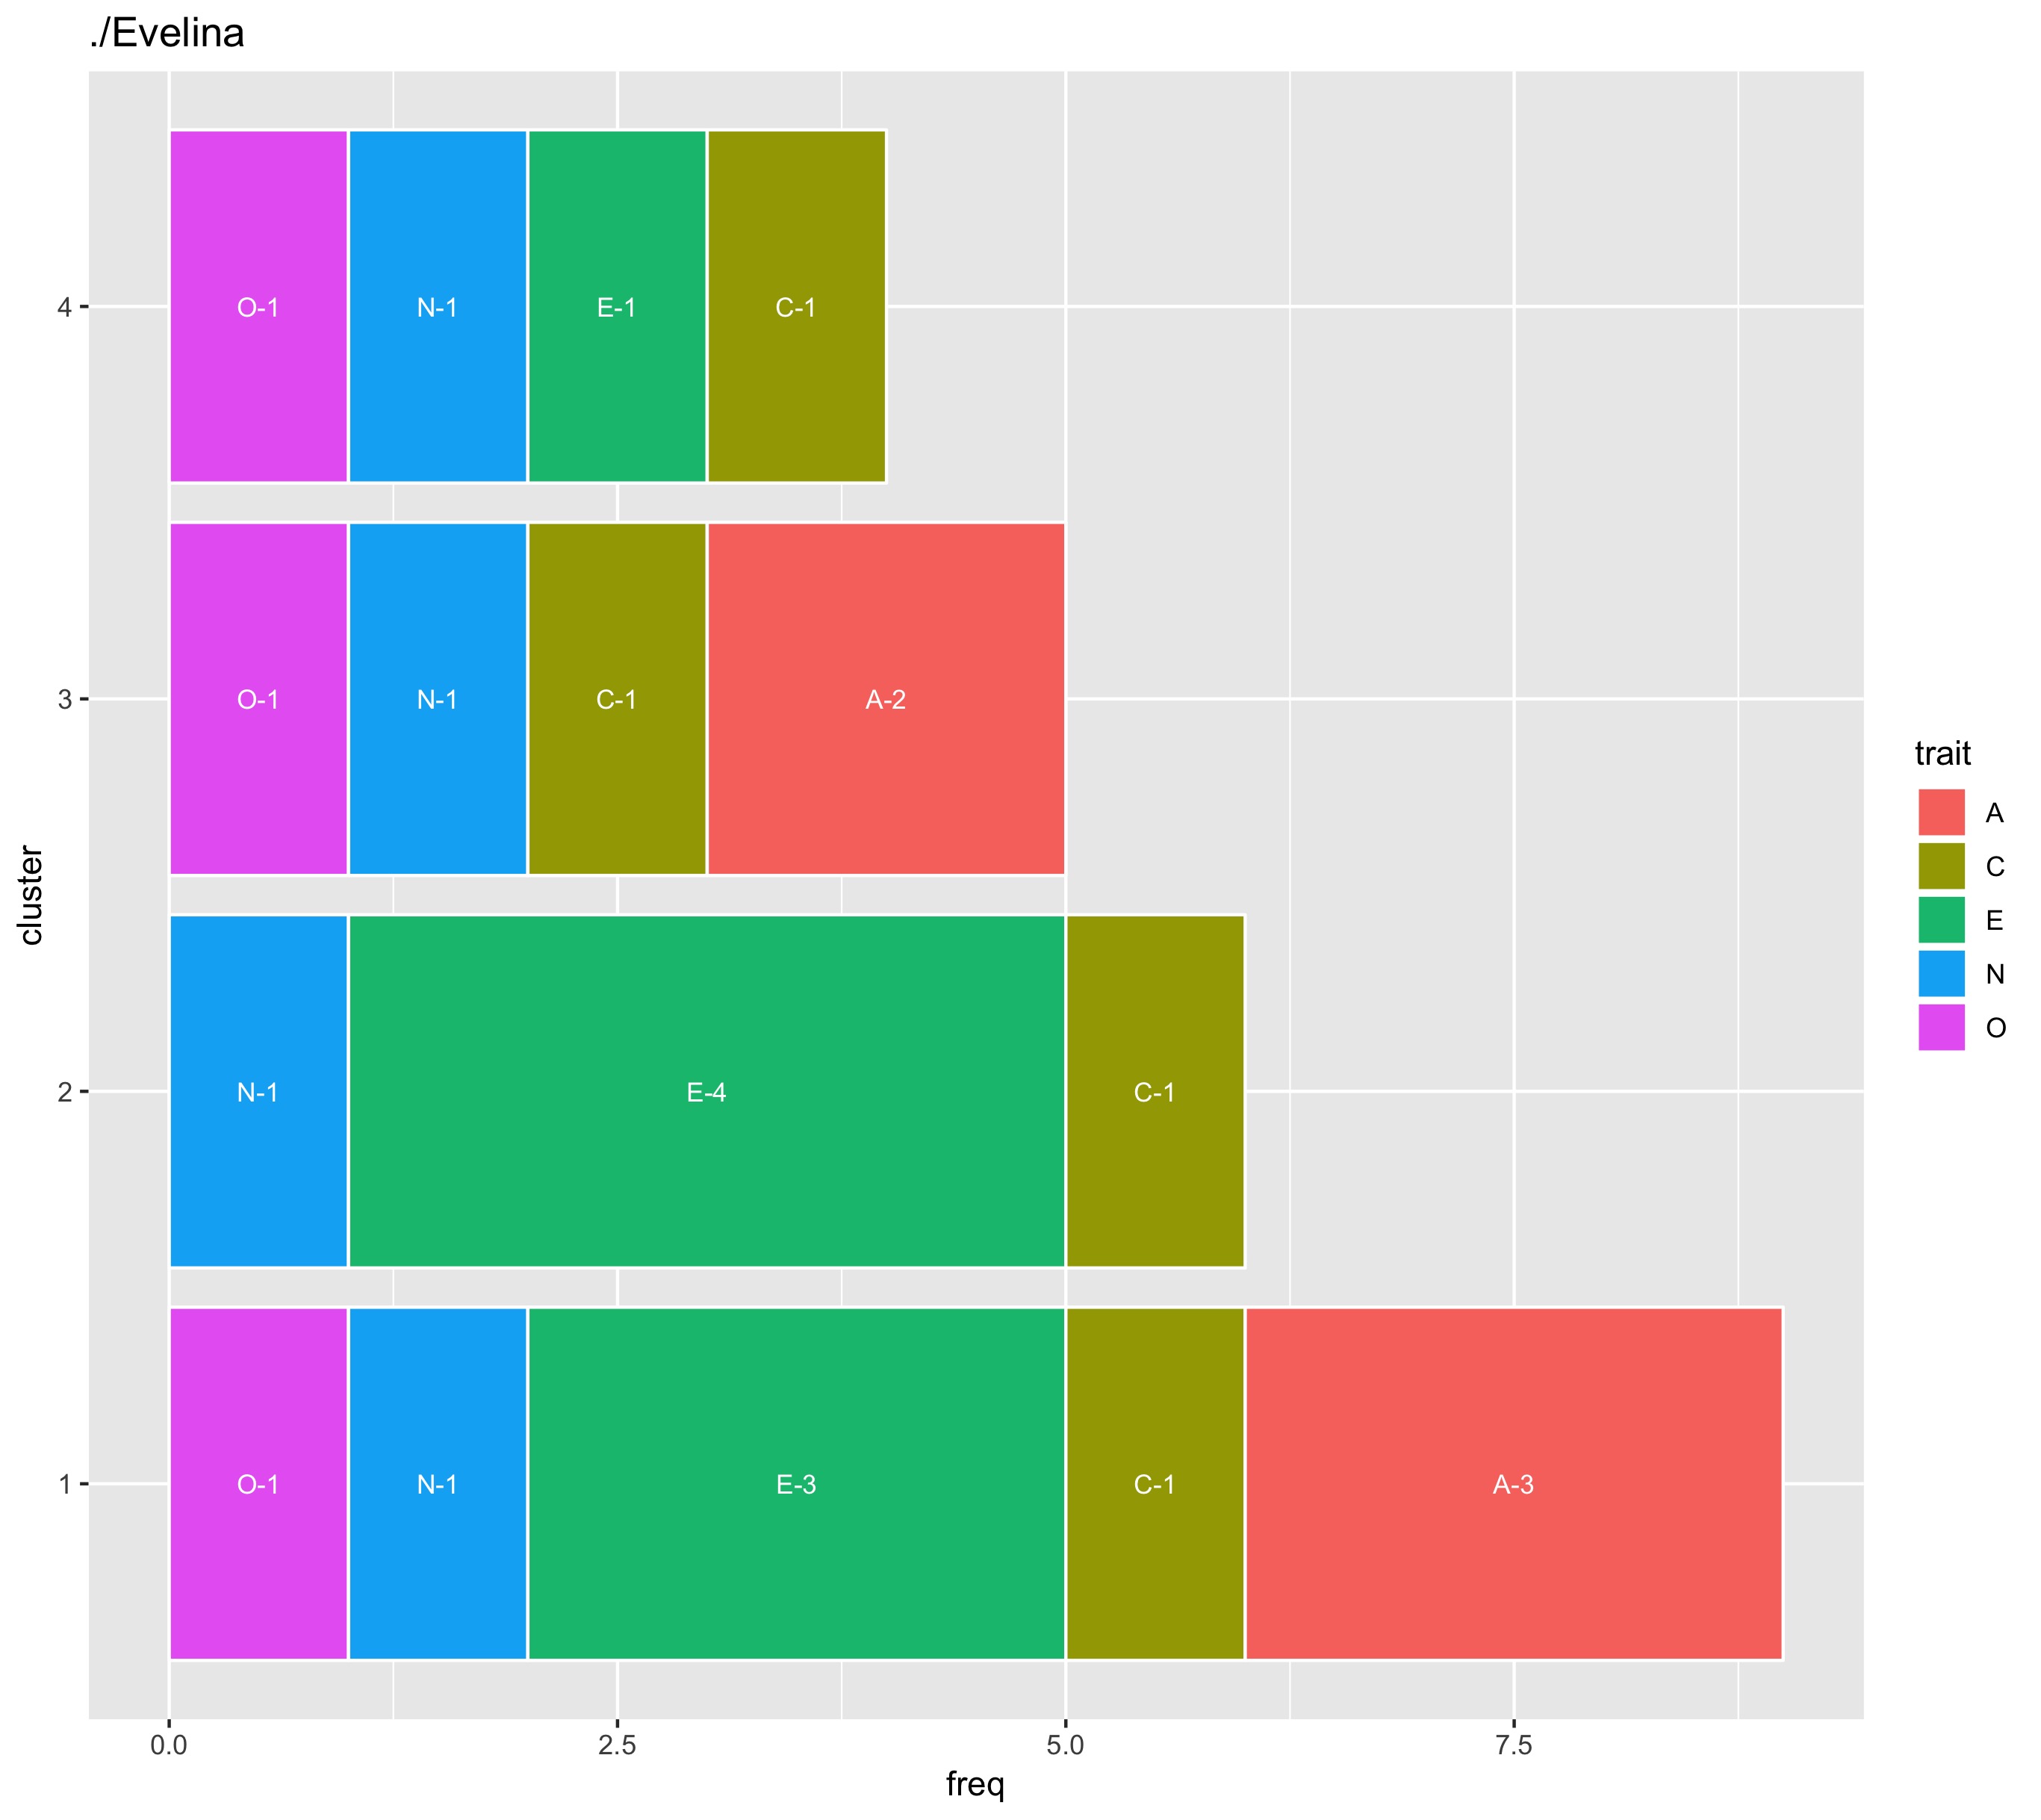 ./Evelina
4
O-1 N-1 E-1 C-1
3
O-1 N-1 C-1 A-2
2
N-1 E-4 C-1
1
O-1 N-1 E-3 C-1 A-3
0.0 2.5 5.0 7.5
freq
cluster
trait
A
C
E
N
O